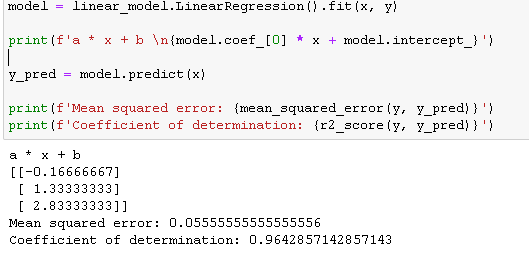 model = linear_model.LinearRegression().fit(x, y)
print(f'a * x + b \n{model.coef_[0] * x + model.intercept_}')
y_pred = model.predict(x)
print(f'Mean squared error: {mean_squared_error(y, y_pred)}')
print(f'Coefficient of determination: {r2_score(y, y_pred)}')
a * x + b
[[-0.16666667]
[ 1.33333333]
[ 2.83333333]]
Mean squared error: 0.05555555555555556
Coefficient of determination: 0.9642857142857143